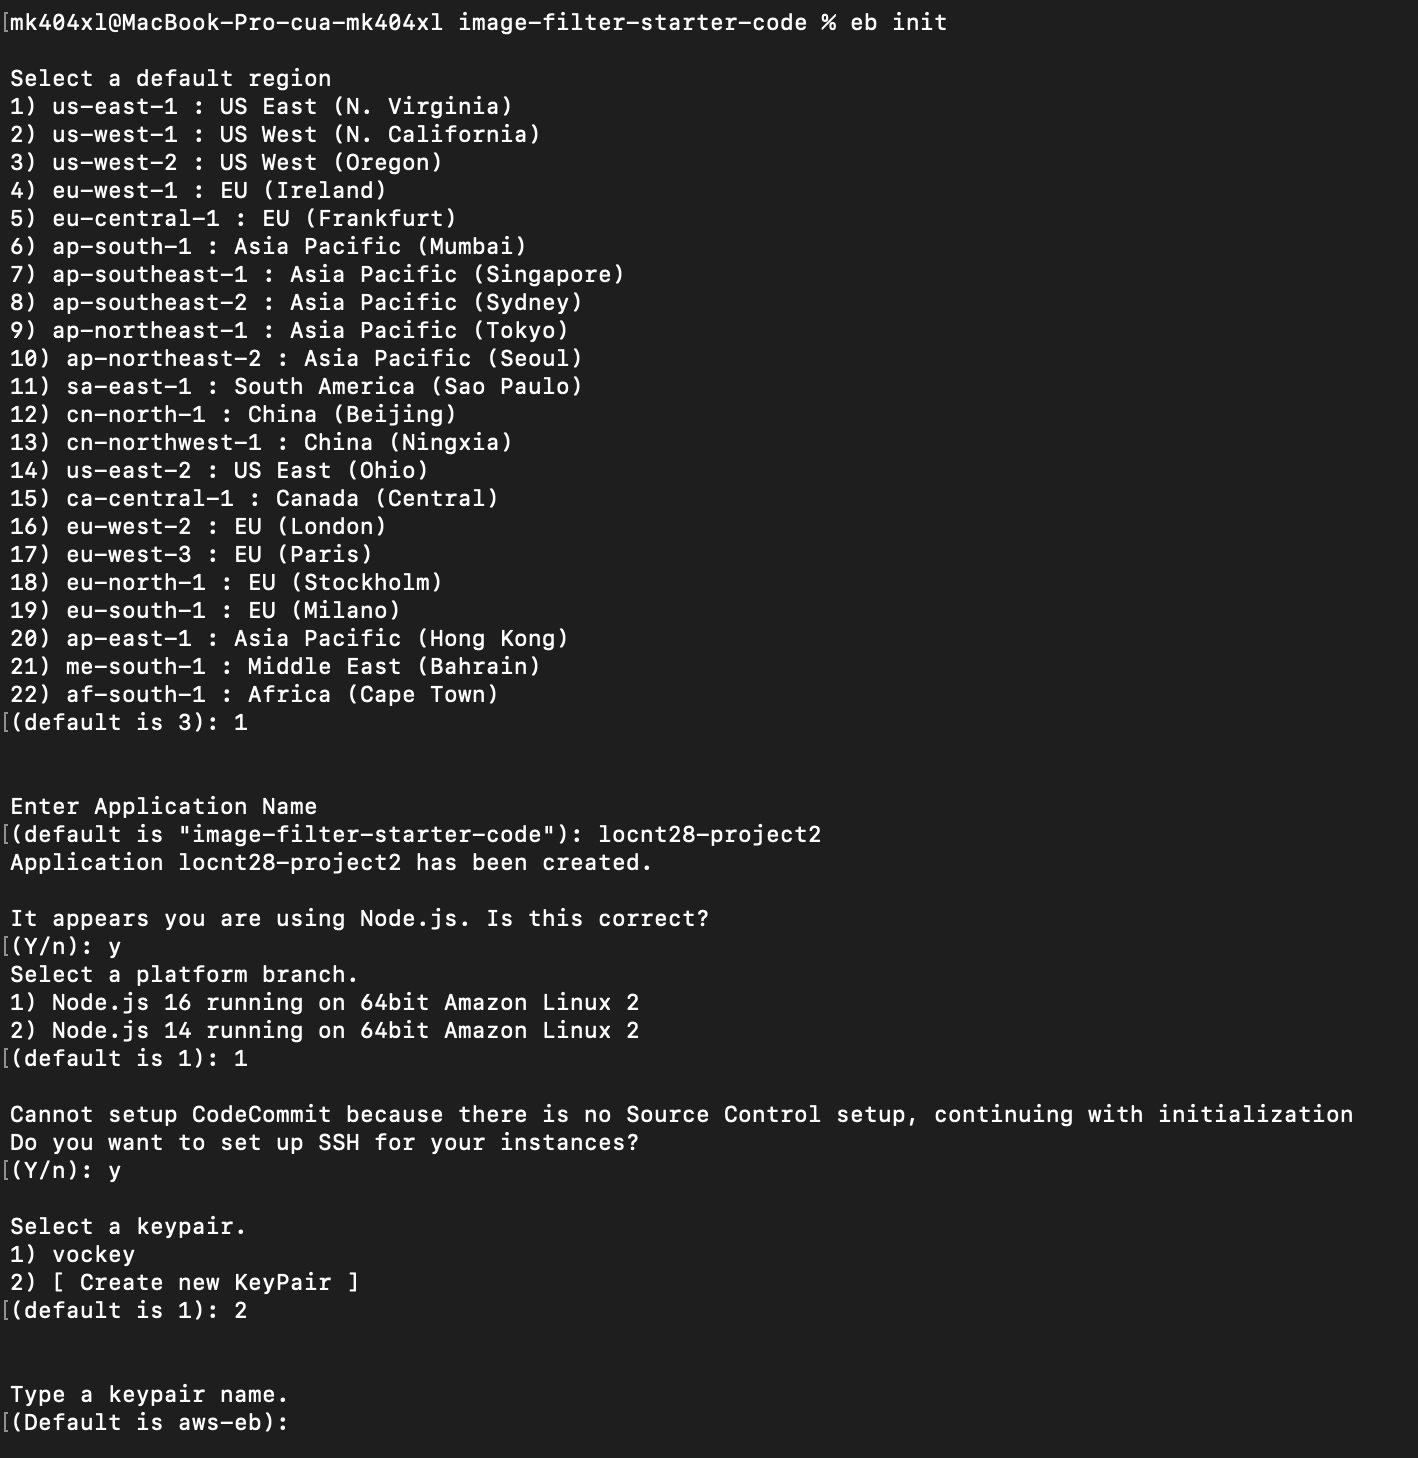 [mk404xl@MacBook-Pro-cua-mk404xl image-filter-starter-code % eb init
Select a default region
1) us-east-1 : US East (N. Virginia)
2) us-west-1 : US West (N. California)
3) us-west-2 : US West (Oregon)
4) eu-west-1 : EU (Ireland)
5) eu-central-1 : EU (Frankfurt)
6) ap-south-1 : Asia Pacific (Mumbai)
7) ap-southeast-1 : Asia Pacific (Singapore)
8) ap-southeast-2 : Asia Pacific (Sydney)
9) ap-northeast-1 : Asia Pacific (Tokyo)
10) ap-northeast-2 : Asia Pacific (Seoul)
11) sa-east-1 : South America (Sao Paulo)
12) cn-north-1 : China (Beijing)
13) cn-northwest-1 : China (Ningxia)
14) us-east-2 : US East (Ohio)
15) ca-central-1 : Canada (Central)
16) eu-west-2 : EU (London)
17) eu-west-3 : EU (Paris)
18) eu-north-1 : EU (Stockholm)
19) eu-south-1 : EU (Milano)
20) ap-east-1 : Asia Pacific (Hong Kong)
21) me-south-1 : Middle East (Bahrain)
22) af-south-1 : Africa (Cape Town)
[(default is 3): 1
Enter Application Name
[(default is "image-filter-starter-code"): locnt28-project2
Application locnt28-project2 has been created.
It appears you are using Node.js. Is this correct?
[(Y/n): y
Select a platform branch.
1) Node.js 16 running on 64bit Amazon Linux 2
2) Node.js 14 running on 64bit Amazon Linux 2
[(default is 1): 1
Cannot setup CodeCommit because there is no Source Control setup, continuing with initialization
Do you want to set up SSH for your instances?
[(Y/n): y
Select a keypair.
1) vockey
2) [ Create new KeyPair ]
[(default is 1): 2
Type a keypair name.
[(Default is aws-eb):